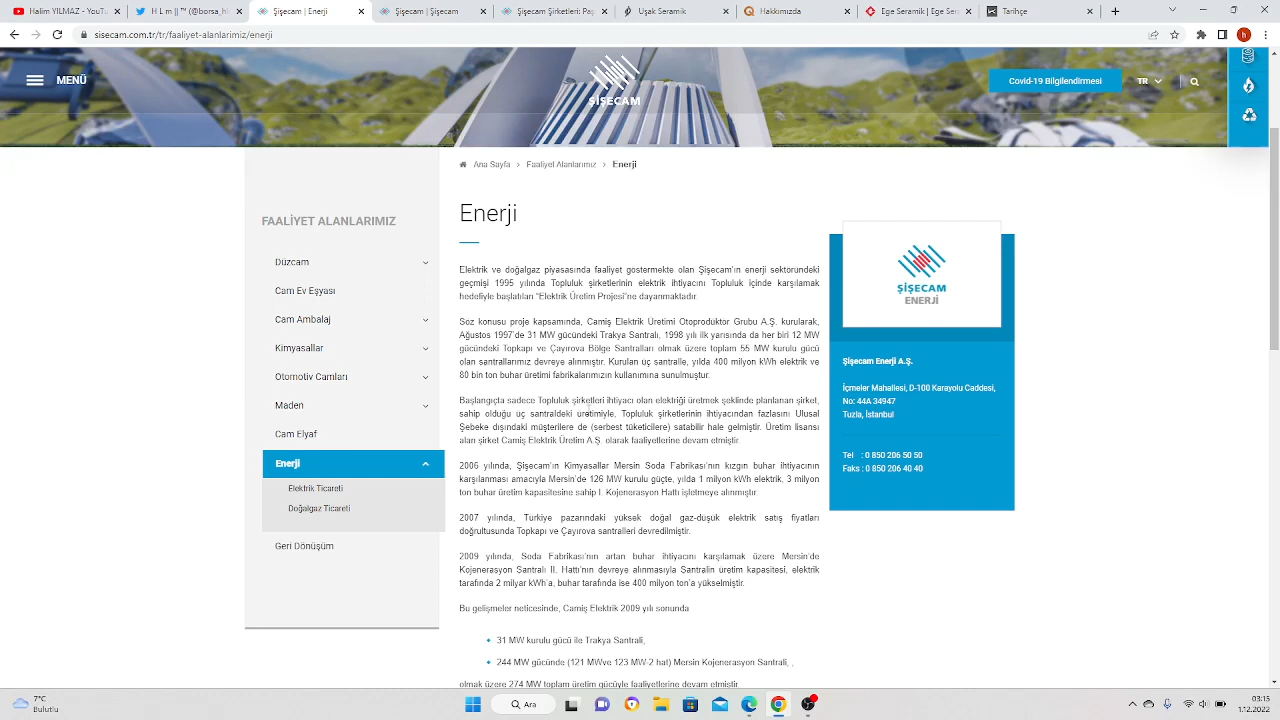 Halim YILMAZ - YouT
H l i m | ™ (@borsa_hl
Şişecam | Şişecam
Şişecam | Şişecam
Şişecam | Şirketleri Paş
Şişecam
Seramik Dergisi | Ser
Tarihçe
sisecam.com.tr/tr/faaliyet-alanlarimiz/enerji
MENÜ
ŞİŞECAM
Covid-19 Bilgilendirmesi
TR
Ana Sayfa > Faaliyet Alanlarımız > Enerji
FAALİYET ALANLARIMIZ
Düzcam
Cam Ev Eşyası
Cam Ambalaj
Kimyasallar
Otomotiv Camları
Maden
Cam Elyaf
Enerji
Elektrik Ticareti
Doğalgaz Ticareti
Geri Dönüşüm
Enerji
Elektrik ve doğalgaz piyasasında faaliyet göstermekte olan Şişecam'ın enerji sektöründeki
geçmişi 1995 yılında Topluluk şirketlerinin elektrik ihtiyacını Topluluk içinde karşılamak
hedefiyle başlatılan "Elektrik Üretim Projesi"ne dayanmaktadır.
Söz konusu proje kapsamında, Camiş Elektrik Üretimi Otoprodüktör Grubu A.Ş. kurularak,
Ağustos 1997'de 31 MW gücündeki Trakya Santralı, 1998 yılı ilk yarısında da her biri 12 MW
gücündeki Topkapı ve Çayırova Bölge Santralları olmak üzere toplam 55 MW kurulu gücü
olan santrallarımız devreye alınmıştır. Kurulan üç santralle, yılda 400 milyon kWh elektrik ve
80 bin ton buhar üretimi fabrikalarımızın kullanımına sunulmuştur.
Başlangıçta sadece Topluluk şirketleri ihtiyacı olan elektriği üretmek şeklinde planlanan şirket,
sahip olduğu üç santraldeki üretimiyle, Topluluk şirketlerinin ihtiyacından fazlasını Ulusal
Şebeke dışındaki müşterilere de (serbest tüketicilere) satabilir hale gelmiştir. Üretim lisansı
alan şirket Camiş Elektrik Üretim A.Ş. olarak faaliyetlerine devam etmiştir.
2006 yılında, Şişecam'ın Kimyasallar Mersin Soda Fabrikası'nın kızgın buhar ihtiyacının
karşılanması amacıyla Mersin'de 126 MW kurulu güçte, yılda 1 milyon kWh elektrik, 3 milyon
ton buhar üretim kapasitesine sahip I. Kojenerasyon Hattı işletmeye alınmıştır.
2007 yılında, Türkiye pazarındaki yüksek doğal gaz-düşük elektrik satış fiyatları
doğrultusunda Topkapı ve Çayırova santralleri devredilmiştir.
2009 yılında, Soda Fabrikası'nın artan buhar ihtiyacını karşılamak üzere Mersin'de
Kojenerasyon Santralı II. Hattı'nın devreye alınmasıyla Santralin üretim kapasitesi, elektrik
tarafında 2 milyar kWh'a, buhar tarafında ise 400 milyon ton'a yükselmiştir.
Bu gelişmeler neticesinde, Camiş Elektrik 2009 yılı sonunda
31 MW kurulu gücü ile Trakya Santrali,
244 MW gücünde (121 MWve 123 MW-2 hat) Mersin Kojenerasyon Santrali, ,
olmak üzere 274 MW toplam üretim gücüyle faaliyetlerine devam etmiştir.
ŞİŞECAM
ENERJİ
Şişecam Enerji A.Ş.
İçmeler Mahallesi, D-100 Karayolu Caddesi,
No: 44A 34947
Tuzla, İstanbul
Tel : 0 850 206 50 50
Faks : 0 850 206 40 40
7°C
Bulutlu
Ara
03:15
1.12.2022